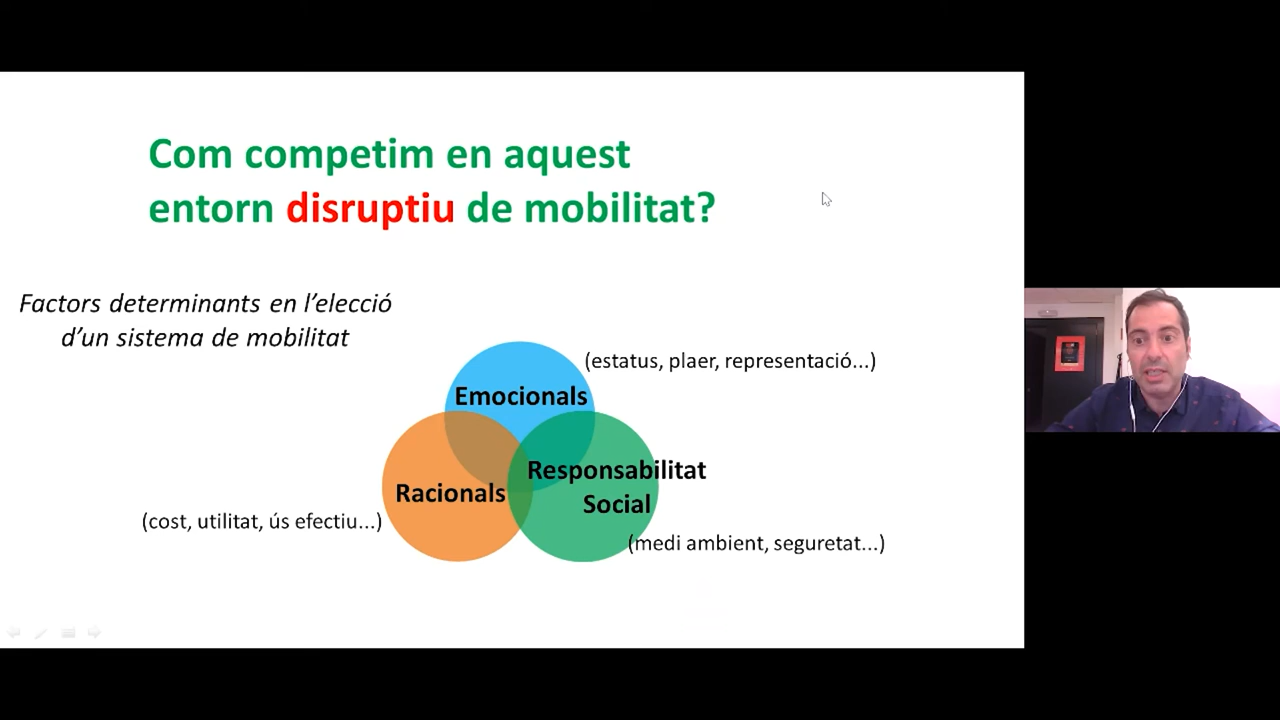 Com competim en aquest
entorn disruptiu de mobilitat?
Factors determinants en l’elecció
d’un sistema de mobilitat
(estatus, plaer, representació...)
Emocionals
Responsabilitat
Social
Racionals
(cost, utilitat, ús efectiu...)
(medi ambient, seguretat...)